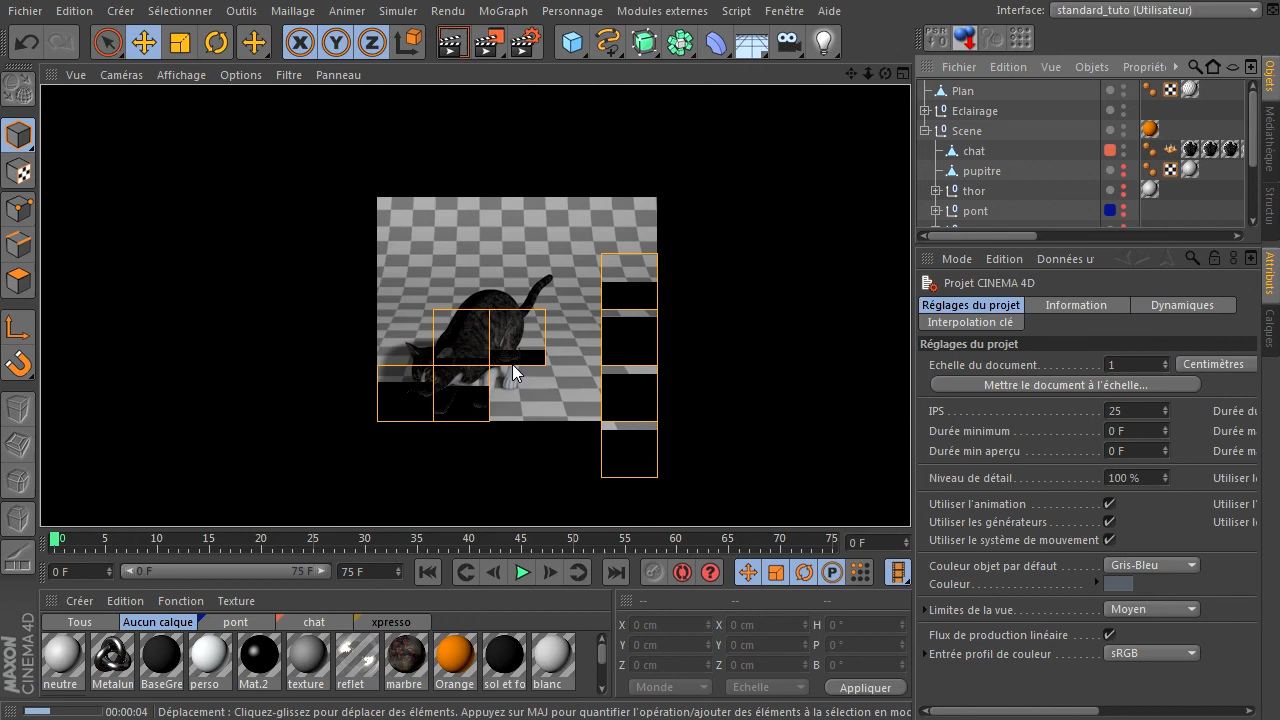 Fichier Edition Créer Sélectionner Outils Maillage Animer Simuler Rendu MoGraph Personnage Modules externes Script Fenêtre Aide Interface: standard_tuto (Utilisateur)
X Y Z PSR
Vue Caméras Affichage Options Filtre Panneau
Fichier Edition Vue Objets Propriét
Plan
Eclairage
Scene
chat
pupitre
thor
pont
Objets
Médiathèque
Structu
Mode Edition Données u
Projet CINEMA 4D
Réglages du projet Information Dynamiques
Interpolation clé
Réglages du projet
Echelle du document 1 Centimètres
Mettre le document à l'échelle...
IPS 25 Durée du
Durée minimum 0 F Durée ma
Durée min aperçu 0 F Durée ma
Niveau de détail 100 % Utiliser le
Utiliser l'animation Utiliser l'e
Utiliser les générateurs Utiliser le
Utiliser le système de mouvement
Couleur objet par défaut Gris-Bleu
Couleur
Limites de la vue Moyen
Flux de production linéaire
Entrée profil de couleur sRGB
Attributs
Calques
0 5 10 15 20 25 30 35 40 45 50 55 60 65 70 75 0 F
0 F 0 F 75 F 75 F
Créer Edition Fonction Texture
Tous Aucun calque pont chat xpresso
neutre Metalum BaseGre perso Mat.2 texture reflet marbre Orange sol et fo blanc
-- -- --
X 0 cm X 0 cm H 0 °
Y 0 cm Y 0 cm P 0 °
Z 0 cm Z 0 cm B 0 °
Monde Echelle Appliquer
MAXON CINEMA 4D
00:00:04 Déplacement : Cliquez-glissez pour déplacer des éléments. Appuyez sur MAJ pour quantifier l'opération/ajouter des éléments à la sélection en mod